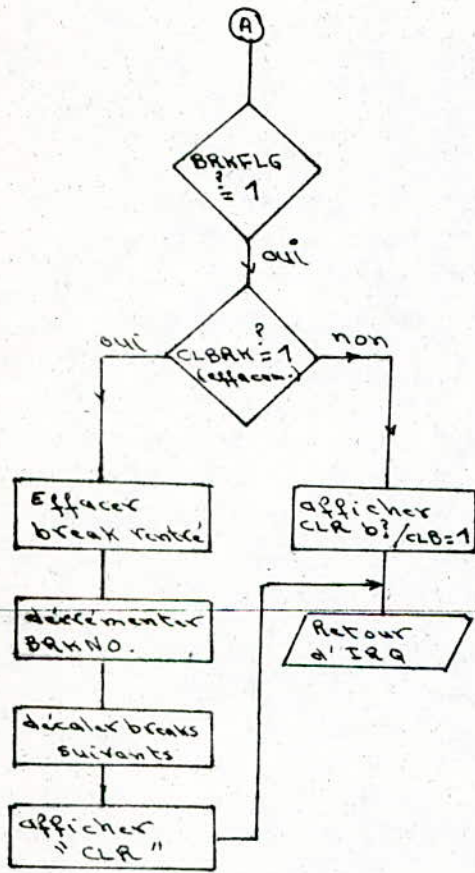 A
BRKFLG
?
= 1
oui
oui
?
CLBRK = 1
(effacem.)
non
Effacer
break rentré
afficher
CLR b? /CLB=1
décrémenter
BRKNO.
Retour
d'IRQ
décaler breaks
suivants
afficher
"CLR"